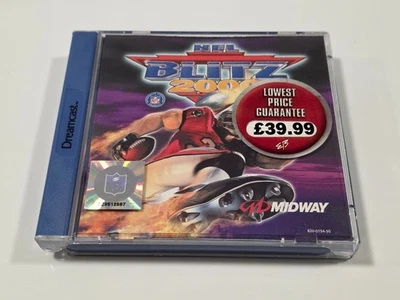 NFL
BLITZ
2000
LOWEST
PRICE
GUARANTEE
£39.99
Dreamcast
MIDWAY